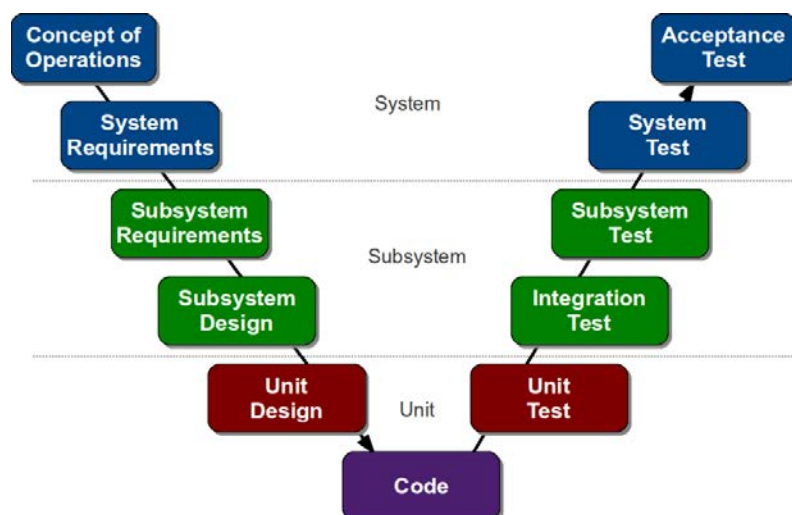 Concept of
Operations
Acceptance
Test
System
System
Requirements
System
Test
Subsystem
Requirements
Subsystem
Test
Subsystem
Subsystem
Design
Integration
Test
Unit
Design
Unit
Unit
Test
Code